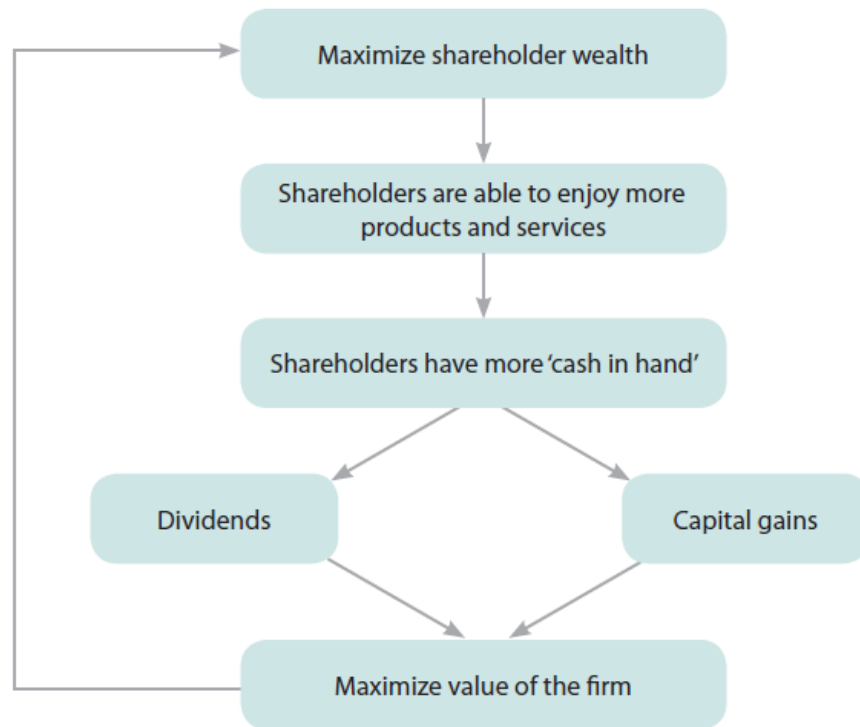 Maximize shareholder wealth
Shareholders are able to enjoy more
products and services
Shareholders have more ‘cash in hand’
Dividends
Capital gains
Maximize value of the firm